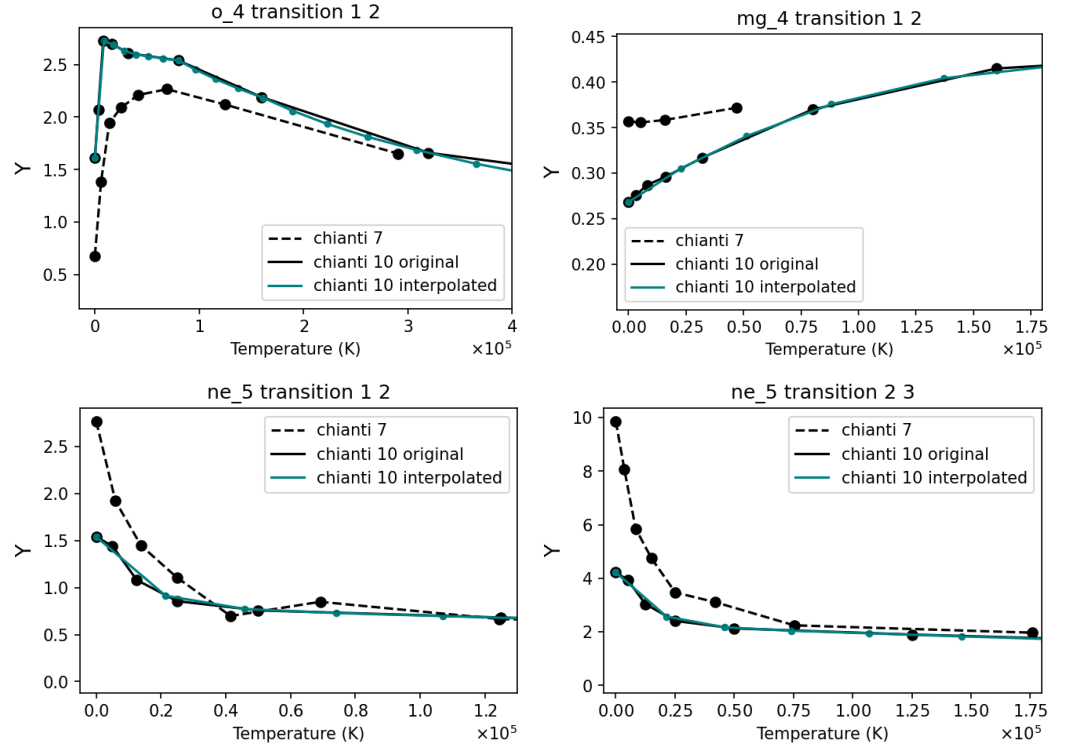 o_4 transition 1 2
2.5
2.0
1.5
1.0
0.5
Y
chianti 7
chianti 10 original
chianti 10 interpolated
0 1 2 3 4
Temperature (K) ×10⁵
mg_4 transition 1 2
0.45
0.40
0.35
0.30
0.25
0.20
Y
chianti 7
chianti 10 original
chianti 10 interpolated
0.00 0.25 0.50 0.75 1.00 1.25 1.50 1.75
Temperature (K) ×10⁵
ne_5 transition 1 2
2.5
2.0
1.5
1.0
0.5
0.0
Y
chianti 7
chianti 10 original
chianti 10 interpolated
0.0 0.2 0.4 0.6 0.8 1.0 1.2
Temperature (K) ×10⁵
ne_5 transition 2 3
10
8
6
4
2
0
Y
chianti 7
chianti 10 original
chianti 10 interpolated
0.00 0.25 0.50 0.75 1.00 1.25 1.50 1.75
Temperature (K) ×10⁵